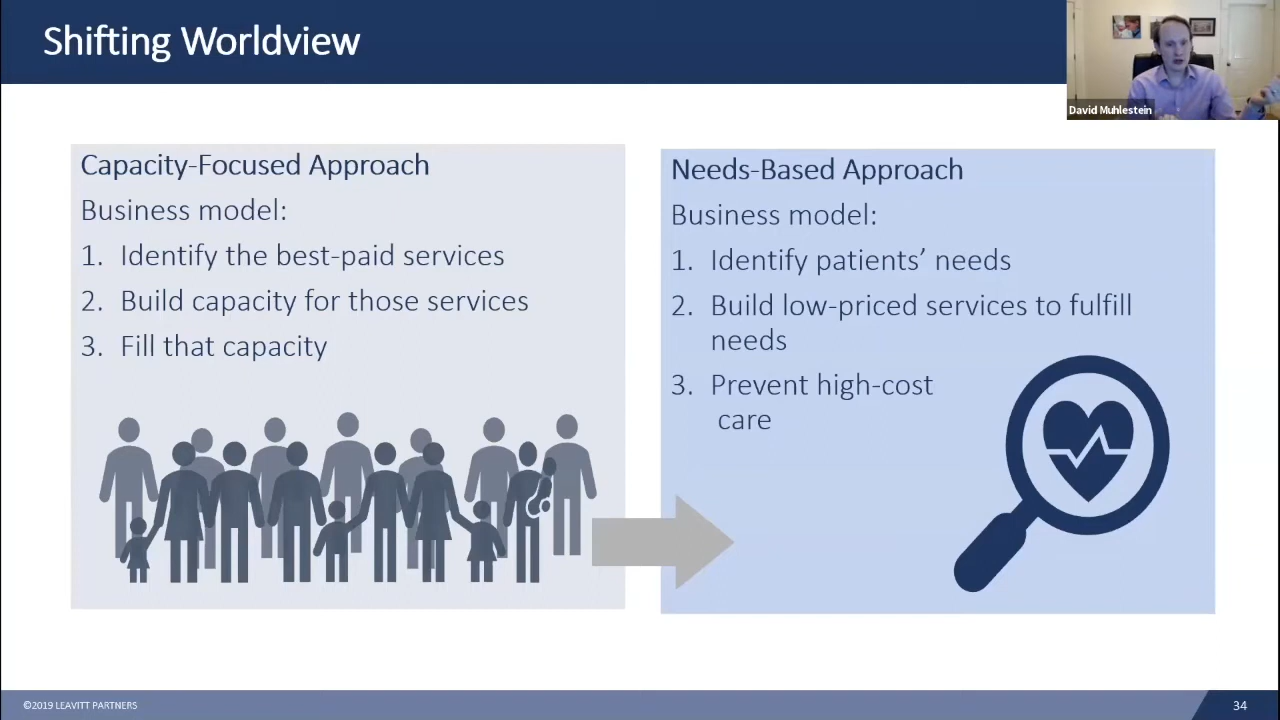 Shifting Worldview
David Muhlestein
Capacity-Focused Approach
Business model:
1. Identify the best-paid services
2. Build capacity for those services
3. Fill that capacity
Needs-Based Approach
Business model:
1. Identify patients’ needs
2. Build low-priced services to fulfill
needs
3. Prevent high-cost
care
©2019 LEAVITT PARTNERS
34